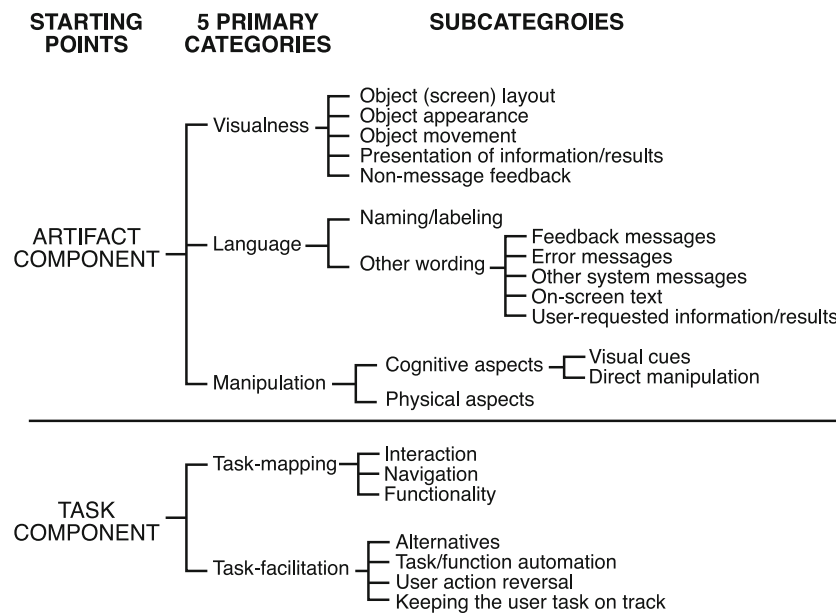 STARTING POINTS
5 PRIMARY CATEGORIES
SUBCATEGROIES
ARTIFACT COMPONENT
Visualness
Object (screen) layout
Object appearance
Object movement
Presentation of information/results
Non-message feedback
Language
Naming/labeling
Other wording
Feedback messages
Error messages
Other system messages
On-screen text
User-requested information/results
Manipulation
Cognitive aspects
Visual cues
Direct manipulation
Physical aspects
TASK COMPONENT
Task-mapping
Interaction
Navigation
Functionality
Task-facilitation
Alternatives
Task/function automation
User action reversal
Keeping the user task on track